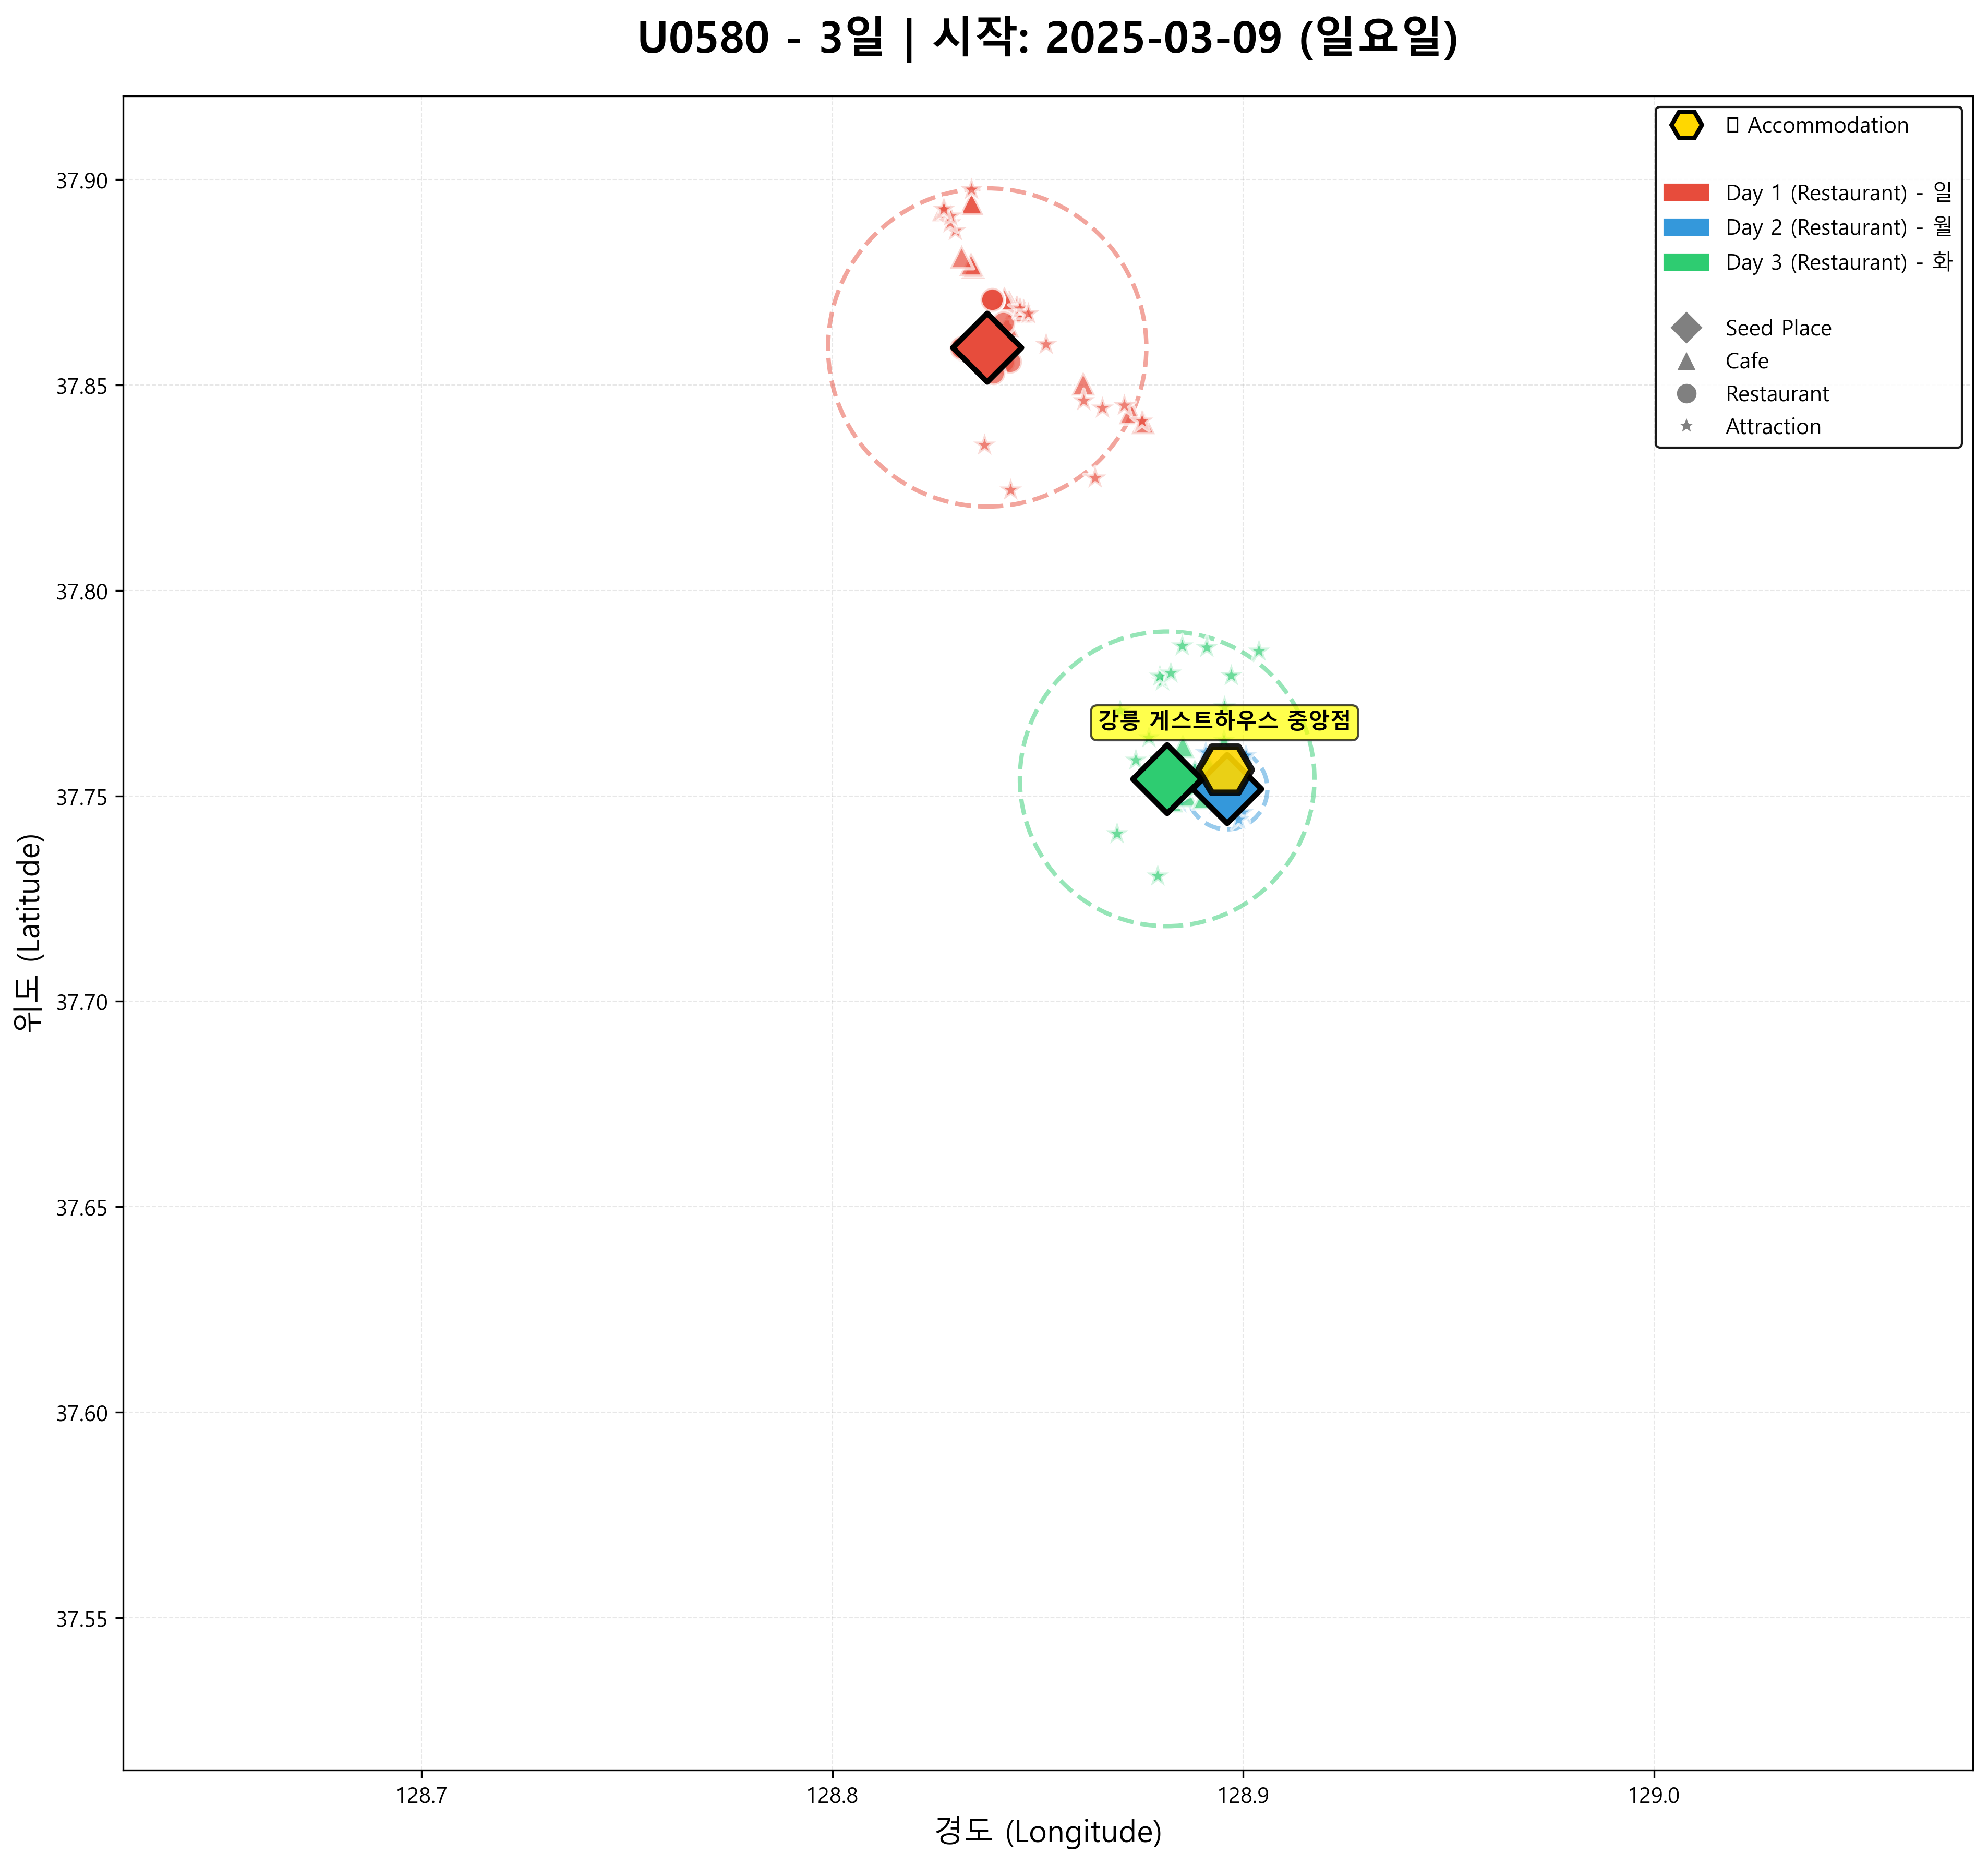 U0580 - 3일 | 시작: 2025-03-09 (일요일)
Accommodation
Day 1 (Restaurant) - 일
Day 2 (Restaurant) - 월
Day 3 (Restaurant) - 화
Seed Place
Cafe
Restaurant
Attraction
강릉 게스트하우스 중앙점
37.90
37.85
37.80
37.75
37.70
37.65
37.60
37.55
위도 (Latitude)
128.7
128.8
128.9
129.0
경도 (Longitude)